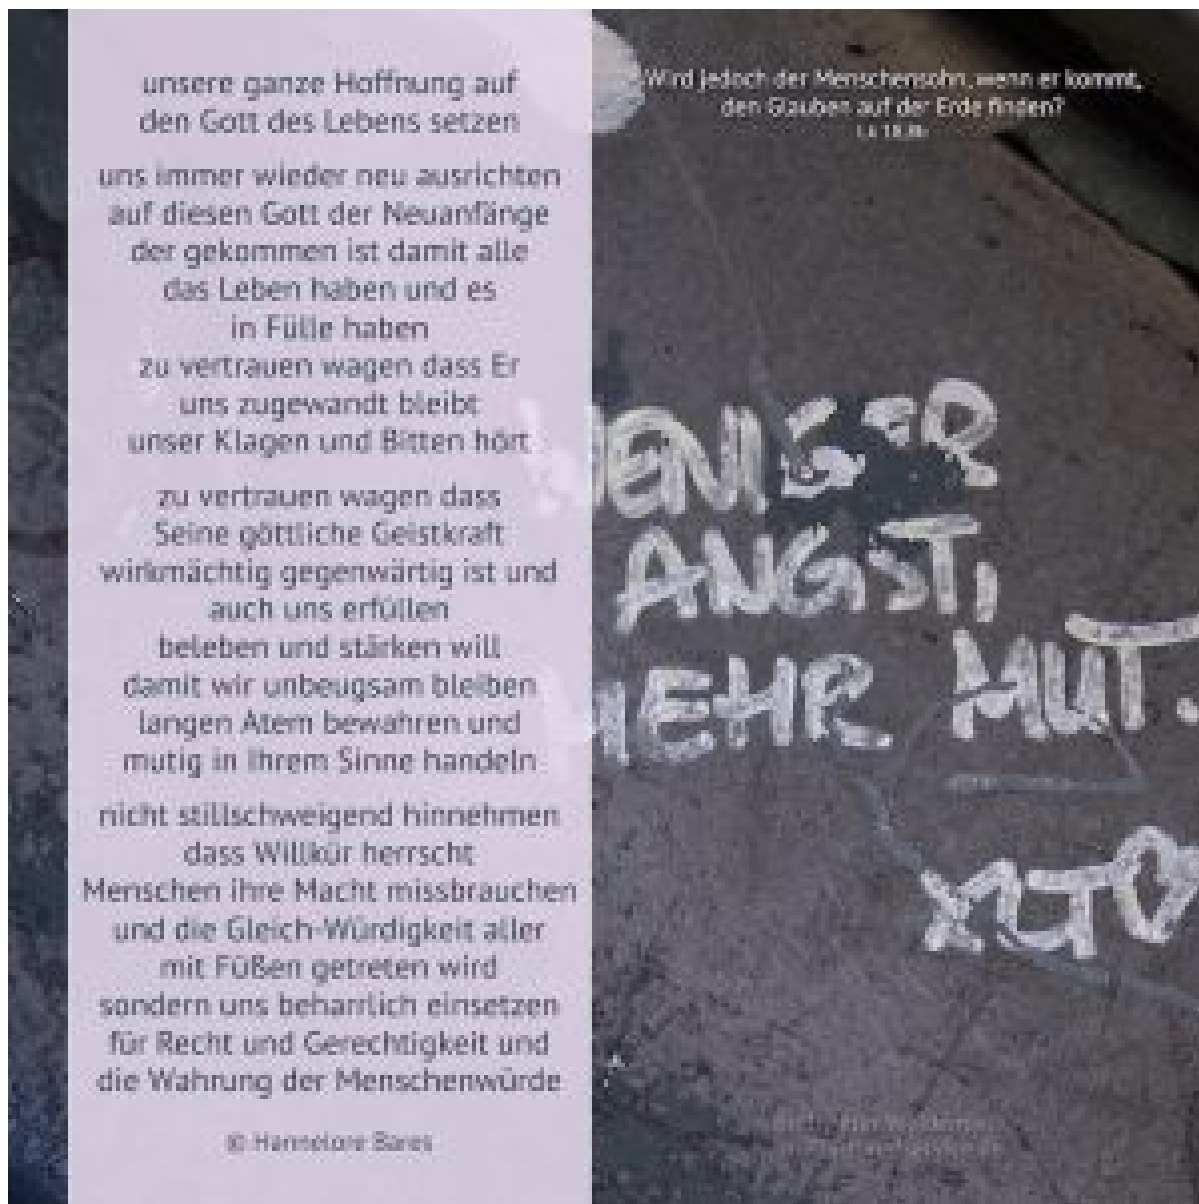 unsere ganze Hoffnung auf
den Gott des Lebens setzen
uns immer wieder neu ausrichten
auf diesen Gott der Neuanfänge
der gekommen ist damit alle
das Leben haben und es
in Fülle haben
zu vertrauen wagen dass Er
uns zugewandt bleibt
unser Klagen und Bitten hört
zu vertrauen wagen dass
Seine göttliche Geistkraft
wirkmächtig gegenwärtig ist und
auch uns erfüllen
beleben und stärken will
damit wir unbeugsam bleiben
langen Atem bewahren und
mutig in Ihrem Sinne handeln
nicht stillschweigend hinnehmen
dass Willkür herrscht
Menschen ihre Macht missbrauchen
und die Gleich-Würdigkeit aller
mit Füßen getreten wird
sondern uns beharrlich einsetzen
für Recht und Gerechtigkeit und
die Wahrung der Menschenwürde
© Hannelore Bares
Wird jedoch der Menschensohn, wenn er kommt,
den Glauben auf der Erde finden?
Lk 18,8b
WENIGER
ANGST,
MEHR MUT.